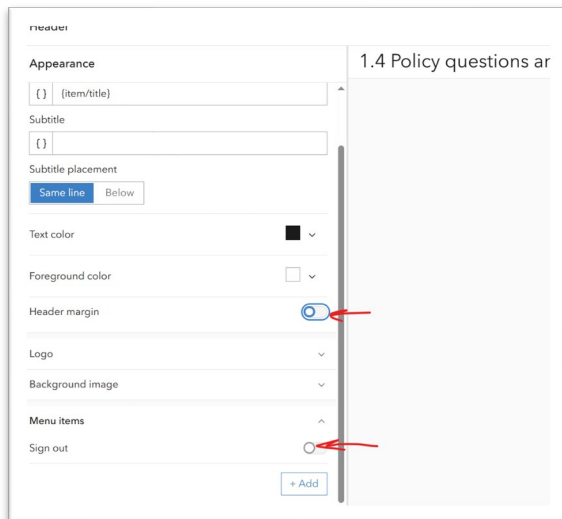 Header
Appearance
1.4 Policy questions ar
{} {item/title}
Subtitle
{}
Subtitle placement
Same line Below
Text color
Foreground color
Header margin
Logo
Background image
Menu items
Sign out
+ Add